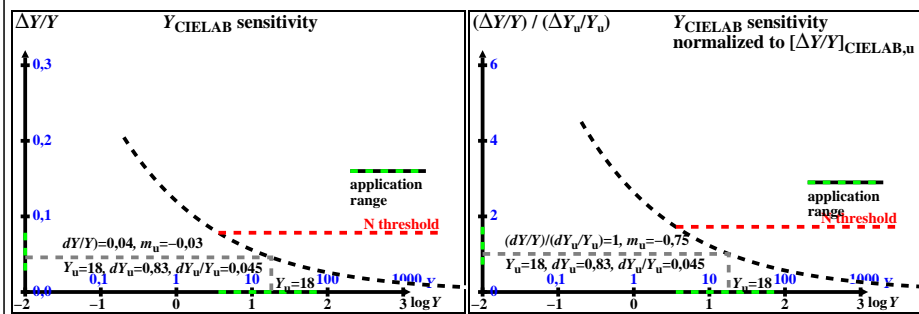 ΔY/Y
Y_CIELAB sensitivity
0,3
0,2
application
range
N threshold
0,1
dY/Y)=0,04, m_u=−0,03
Y_u=18, dY_u=0,83, dY_u/Y_u=0,045
Y_u=18
0,0
0,1 1 10 100 1000 Y
−2 −1 0 1 2 3 log Y
(ΔY/Y) / (ΔY_u/Y_u)
Y_CIELAB sensitivity
normalized to [ΔY/Y]_CIELAB,u
6
4
application
range
N threshold
2
(dY/Y)/(dY_u/Y_u)=1, m_u=−0,75
Y_u=18, dY_u=0,83, dY_u/Y_u=0,045
Y_u=18
0
0,1 1 10 100 1000 Y
−2 −1 0 1 2 3 log Y